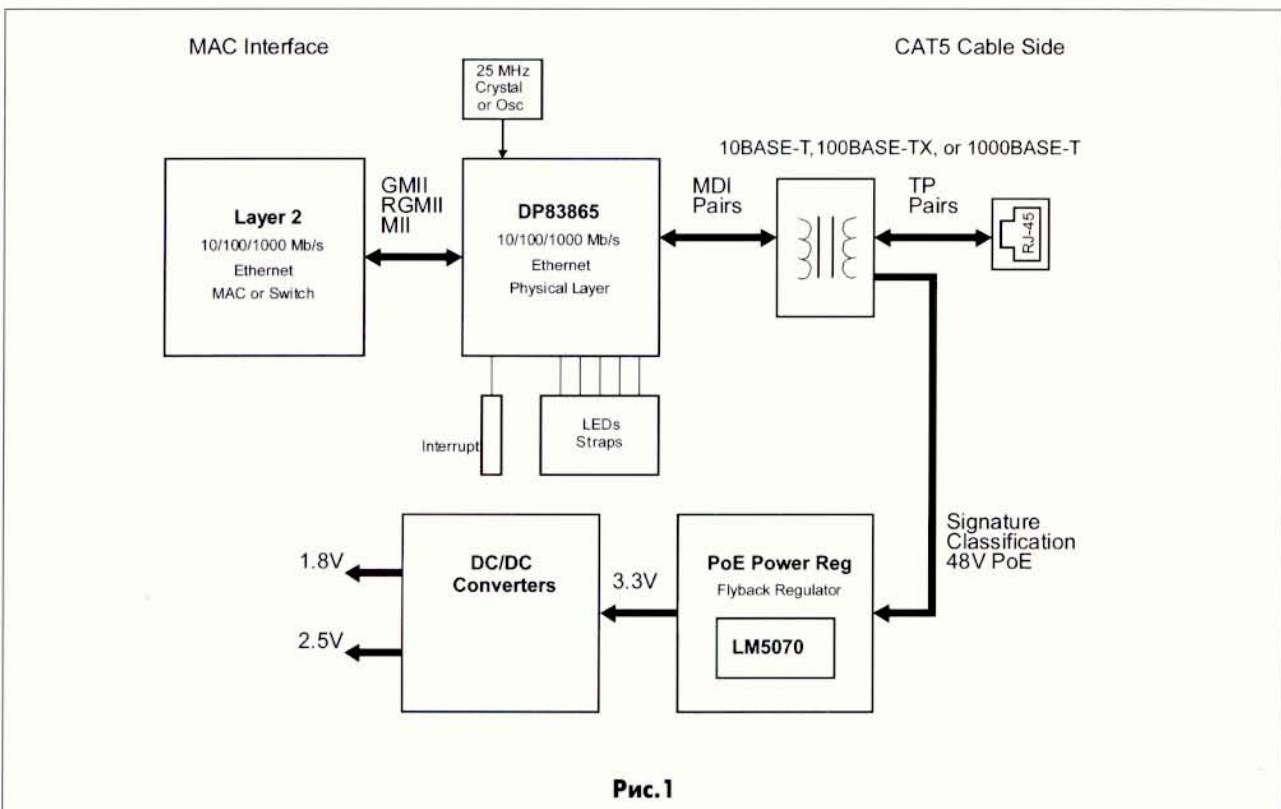 MAC Interface
CAT5 Cable Side
25 MHz
Crystal
or Osc
10BASE-T, 100BASE-TX, or 1000BASE-T
Layer 2
10/100/1000 Mb/s
Ethernet
MAC or Switch
GMII
RGMII
MII
DP83865
10/100/1000 Mb/s
Ethernet
Physical Layer
MDI
Pairs
TP
Pairs
RJ-45
Interrupt
LEDs
Straps
Signature
Classification
48V PoE
1.8V
2.5V
DC/DC
Converters
3.3V
PoE Power Reg
Flyback Regulator
LM5070
Рис.1